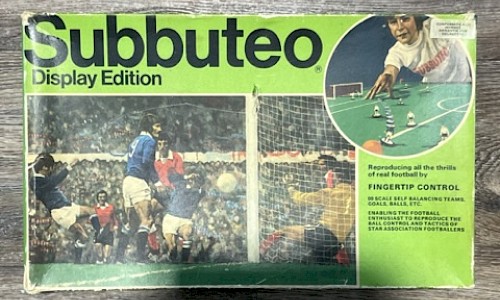 Subbuteo®
Display Edition
Reproducing all the thrills
of real football by
FINGERTIP CONTROL
00 SCALE SELF BALANCING TEAMS,
GOALS, BALLS, ETC.
ENABLING THE FOOTBALL
ENTHUSIAST TO REPRODUCE THE
BALL CONTROL AND TACTICS OF
STAR ASSOCIATION FOOTBALLERS